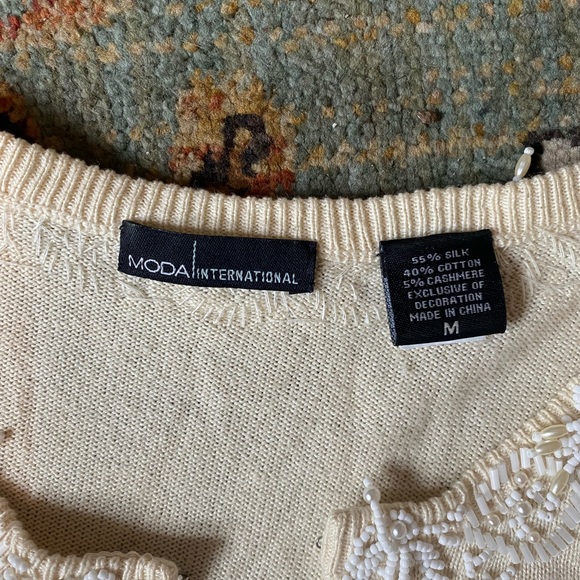 MODA INTERNATIONAL
55% SILK
40% COTTON
5% CASHMERE
EXCLUSIVE OF
DECORATION
MADE IN CHINA
M